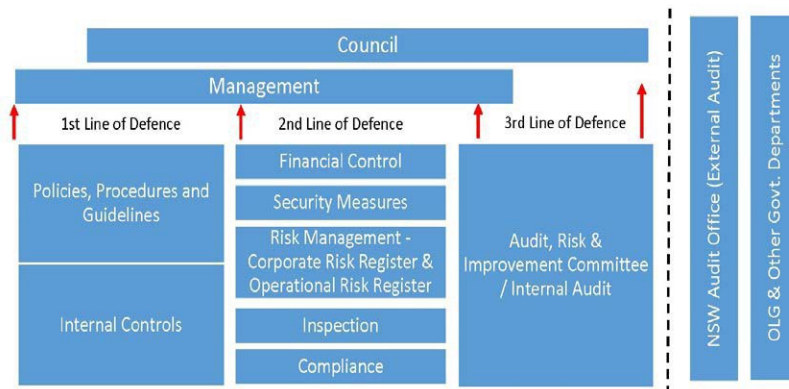 Council
Management
1st Line of Defence
2nd Line of Defence
3rd Line of Defence
Policies, Procedures and
Guidelines
Internal Controls
Financial Control
Security Measures
Risk Management -
Corporate Risk Register &
Operational Risk Register
Inspection
Compliance
Audit, Risk &
Improvement Committee
/ Internal Audit
NSW Audit Office (External Audit)
OLG & Other Govt. Departments